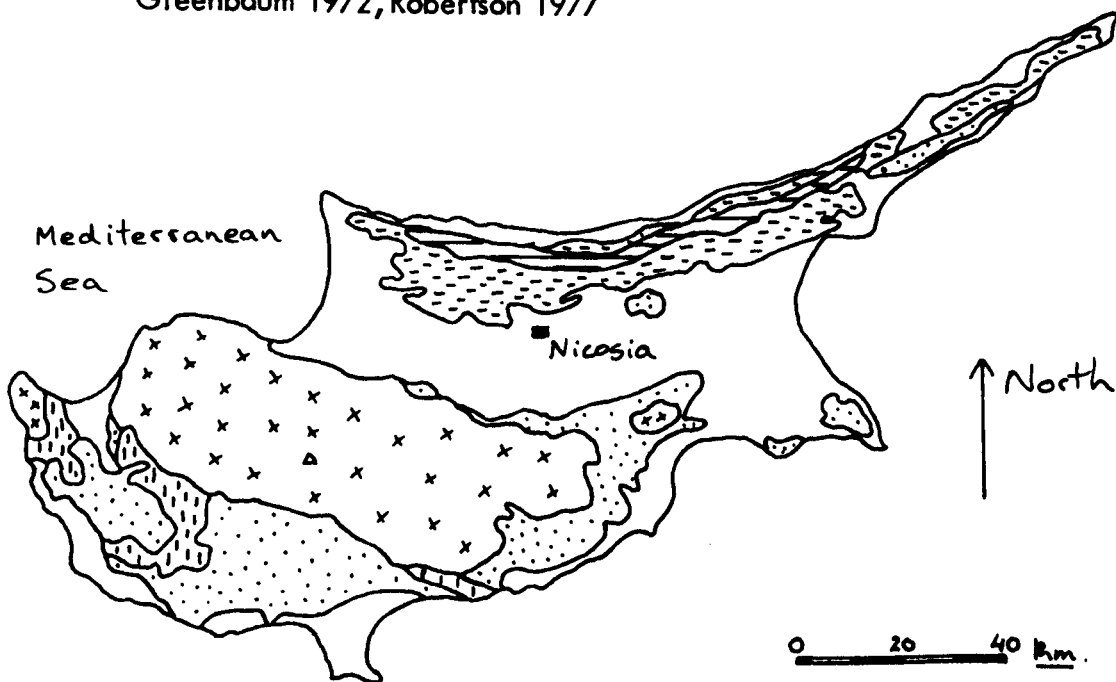 Greenbaum 1972, Robertson 1977
Mediterranean
Sea
Nicosia
North
0 20 40 Km.